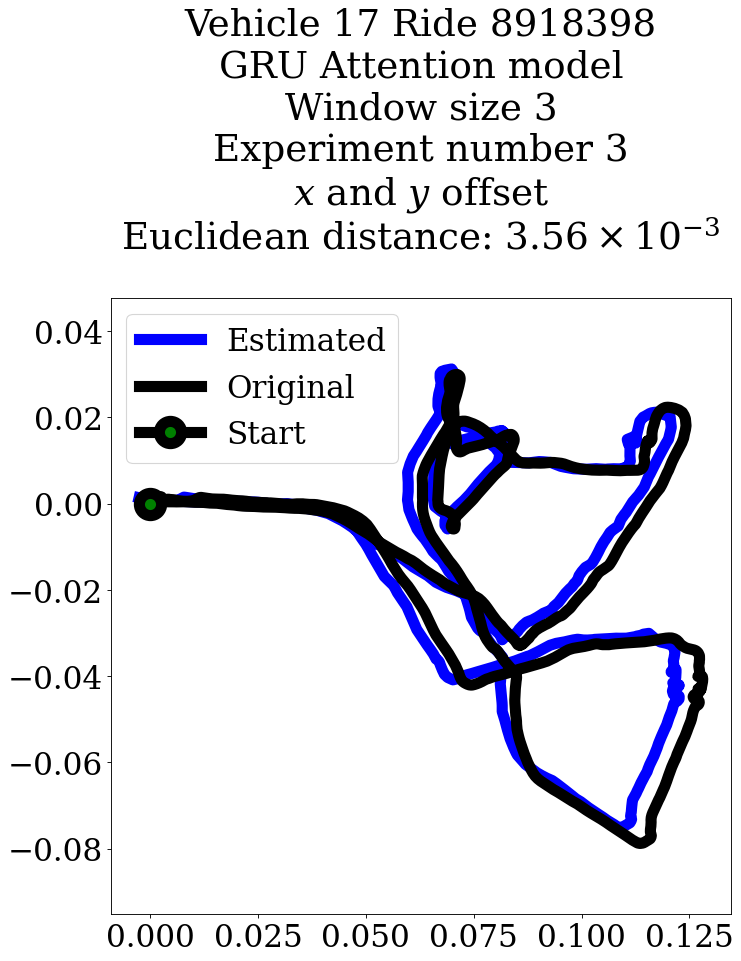 Vehicle 17 Ride 8918398
GRU Attention model
Window size 3
Experiment number 3
x and y offset
Euclidean distance: 3.56 × 10⁻³
Estimated
Original
Start
0.04
0.02
0.00
−0.02
−0.04
−0.06
−0.08
0.000 0.025 0.050 0.075 0.100 0.125